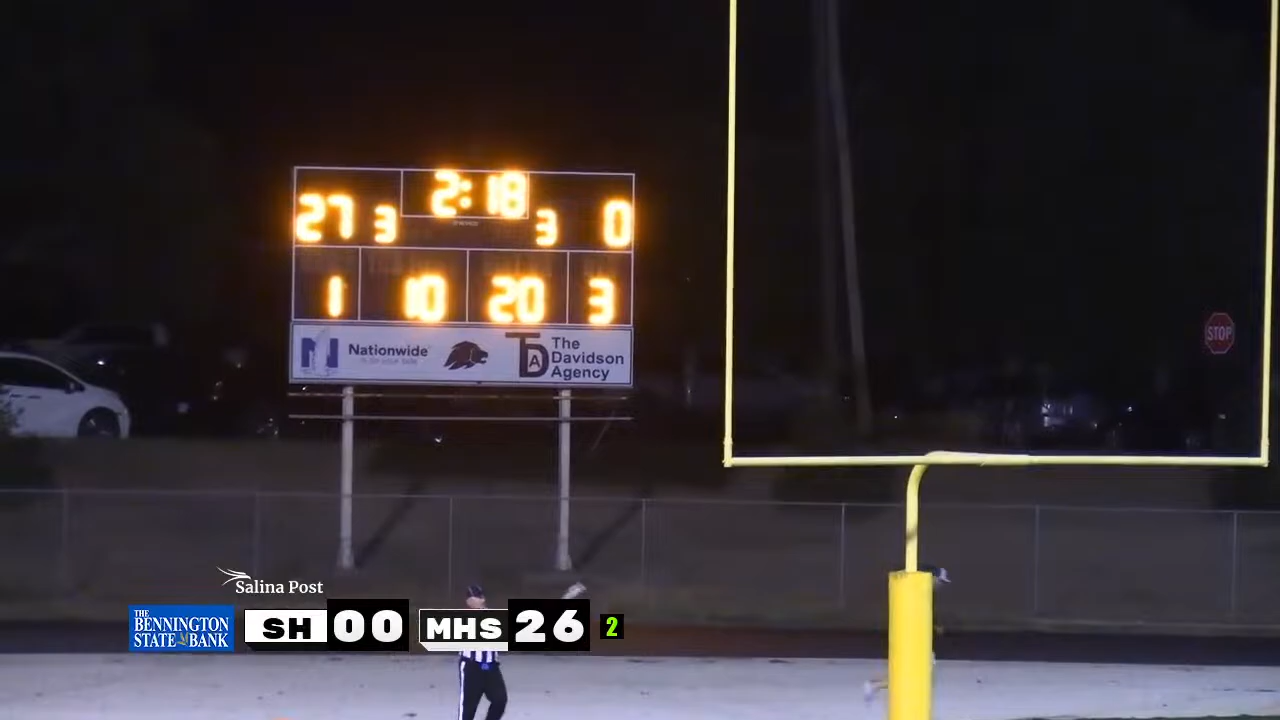 2:18
27 3 3 0
1 10 20 3
Nationwide
The
Davidson
Agency
TDA
N
STOP
Salina Post
THE
BENNINGTON
STATE BANK
SH 00 MHS 26 2